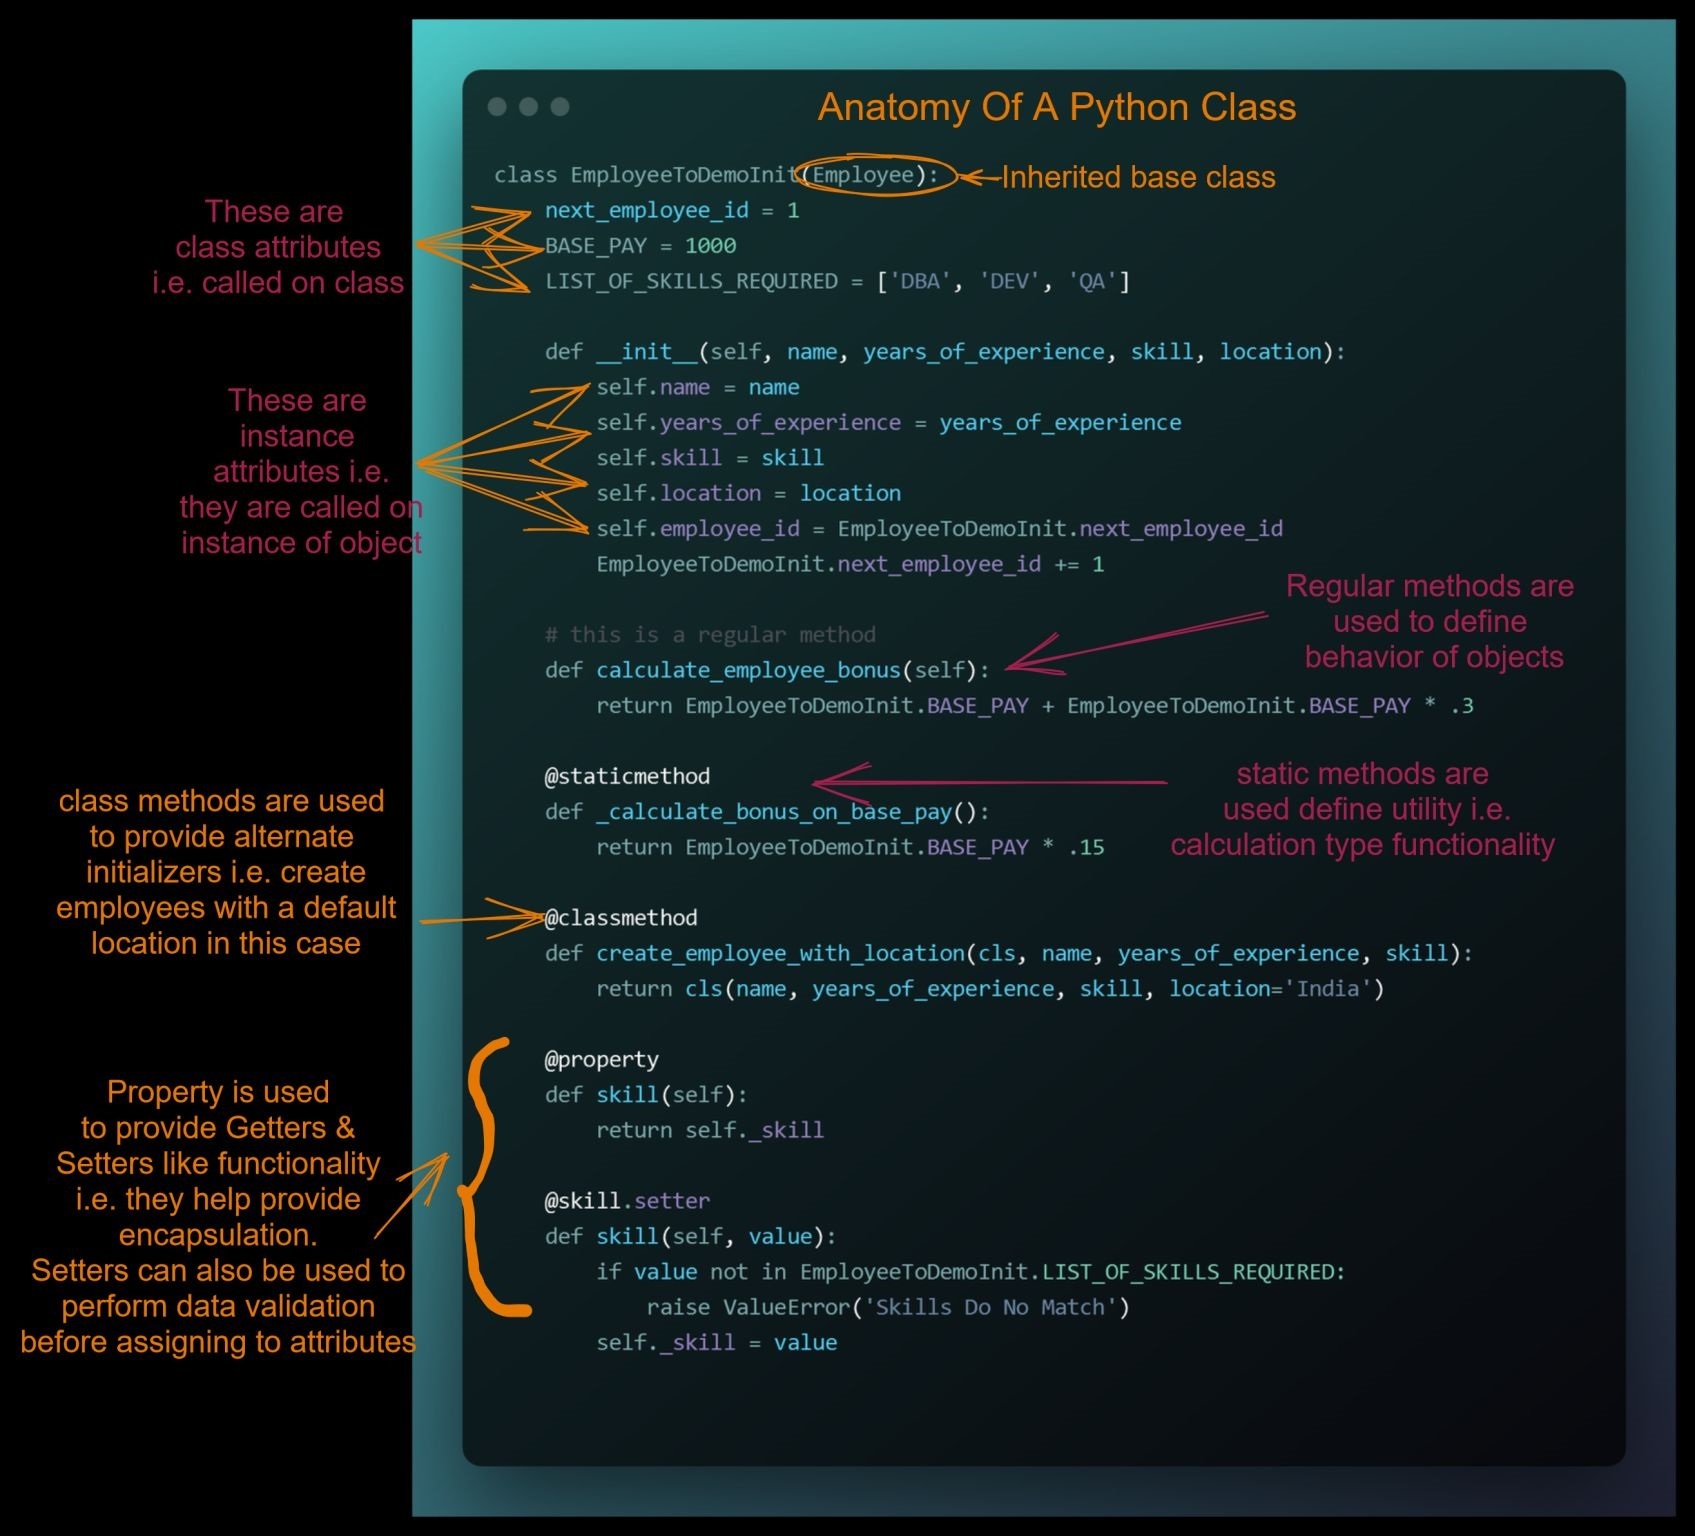 Anatomy Of A Python Class
class EmployeeToDemoInit(Employee):
Inherited base class
next_employee_id = 1
BASE_PAY = 1000
LIST_OF_SKILLS_REQUIRED = ['DBA', 'DEV', 'QA']
These are
class attributes
i.e. called on class
def __init__(self, name, years_of_experience, skill, location):
self.name = name
self.years_of_experience = years_of_experience
self.skill = skill
self.location = location
self.employee_id = EmployeeToDemoInit.next_employee_id
EmployeeToDemoInit.next_employee_id += 1
These are
instance
attributes i.e.
they are called on
instance of object
# this is a regular method
def calculate_employee_bonus(self):
return EmployeeToDemoInit.BASE_PAY + EmployeeToDemoInit.BASE_PAY * .3
Regular methods are
used to define
behavior of objects
@staticmethod
def _calculate_bonus_on_base_pay():
return EmployeeToDemoInit.BASE_PAY * .15
static methods are
used define utility i.e.
calculation type functionality
class methods are used
to provide alternate
initializers i.e. create
employees with a default
location in this case
@classmethod
def create_employee_with_location(cls, name, years_of_experience, skill):
return cls(name, years_of_experience, skill, location='India')
@property
def skill(self):
return self._skill
@skill.setter
def skill(self, value):
if value not in EmployeeToDemoInit.LIST_OF_SKILLS_REQUIRED:
raise ValueError('Skills Do No Match')
self._skill = value
Property is used
to provide Getters &
Setters like functionality
i.e. they help provide
encapsulation.
Setters can also be used to
perform data validation
before assigning to attributes